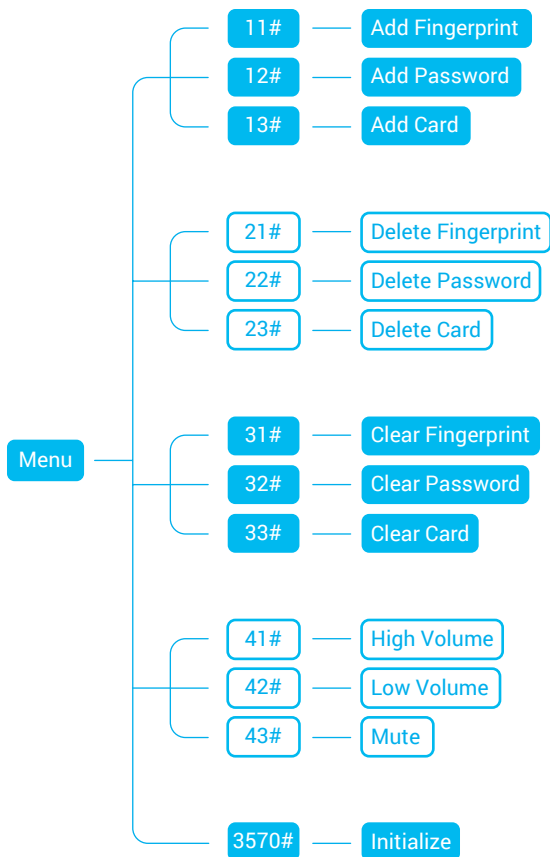 11# Add Fingerprint
12# Add Password
13# Add Card
21# Delete Fingerprint
22# Delete Password
23# Delete Card
31# Clear Fingerprint
Menu
32# Clear Password
33# Clear Card
41# High Volume
42# Low Volume
43# Mute
3570# Initialize